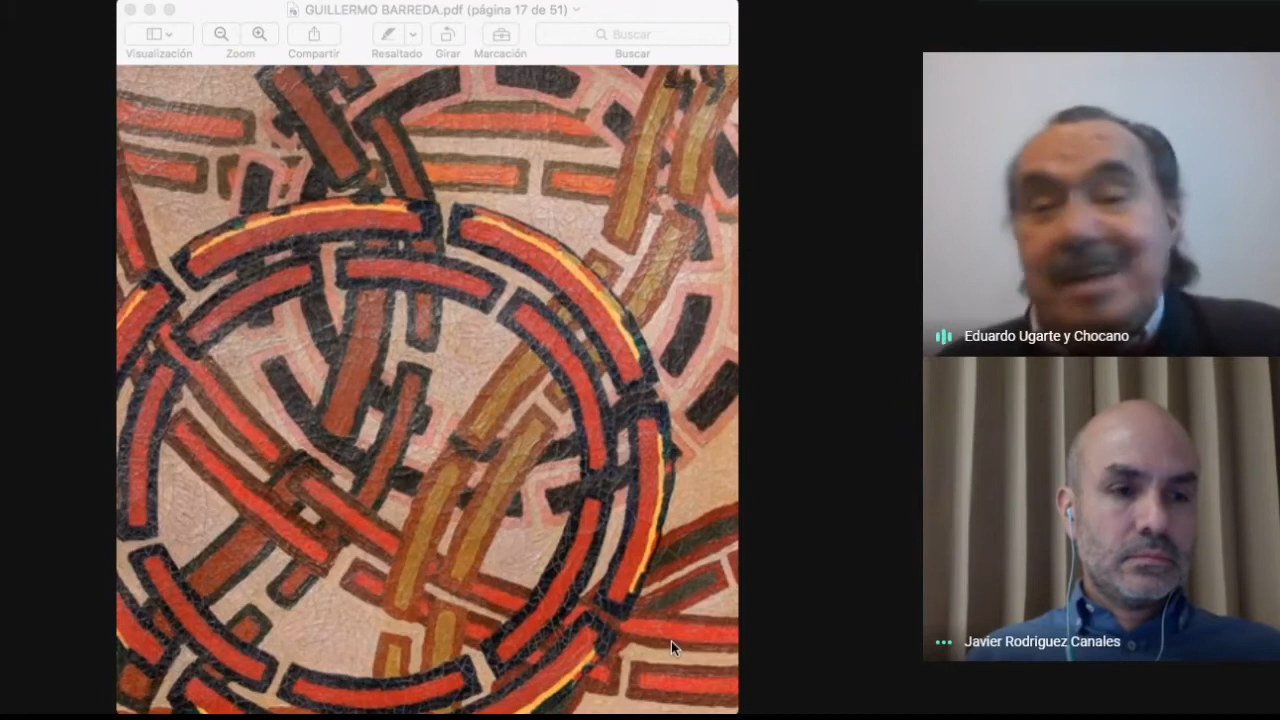 GUILLERMO BARREDA.pdf (página 17 de 51)
Buscar
Visualización Zoom Compartir Resaltado Girar Marcación Buscar
Eduardo Ugarte y Chocano
Javier Rodriguez Canales